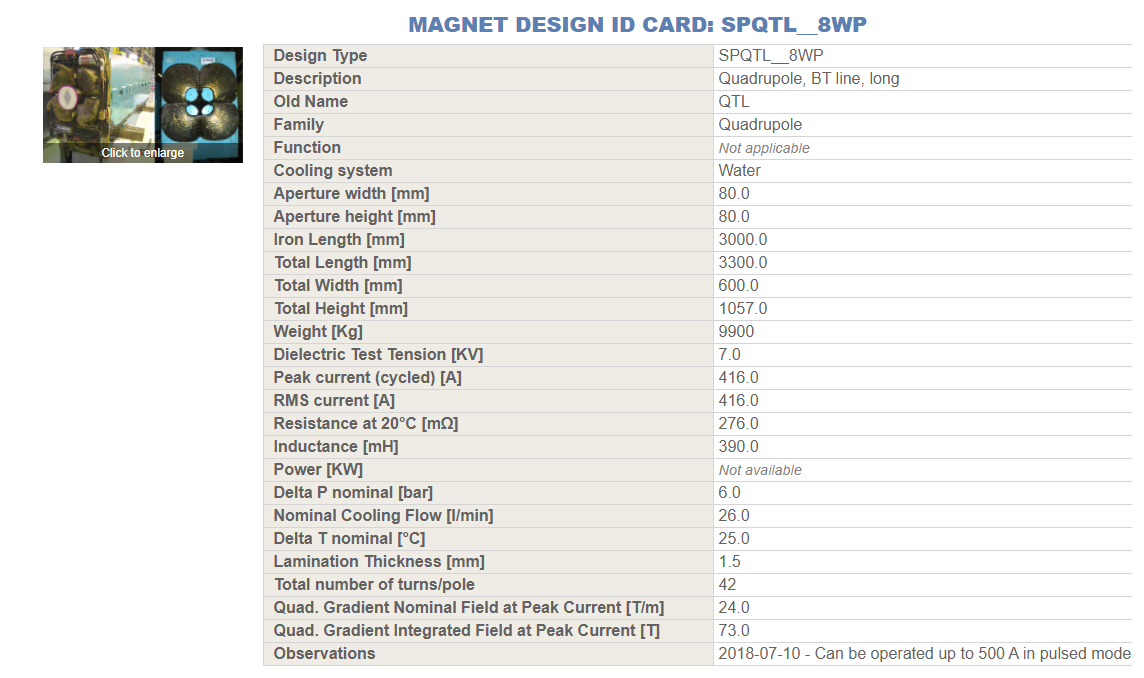 MAGNET DESIGN ID CARD: SPQTL__8WP
Click to enlarge
Design Type SPQTL__8WP
Description Quadrupole, BT line, long
Old Name QTL
Family Quadrupole
Function Not applicable
Cooling system Water
Aperture width [mm] 80.0
Aperture height [mm] 80.0
Iron Length [mm] 3000.0
Total Length [mm] 3300.0
Total Width [mm] 600.0
Total Height [mm] 1057.0
Weight [Kg] 9900
Dielectric Test Tension [KV] 7.0
Peak current (cycled) [A] 416.0
RMS current [A] 416.0
Resistance at 20°C [mΩ] 276.0
Inductance [mH] 390.0
Power [KW] Not available
Delta P nominal [bar] 6.0
Nominal Cooling Flow [l/min] 26.0
Delta T nominal [°C] 25.0
Lamination Thickness [mm] 1.5
Total number of turns/pole 42
Quad. Gradient Nominal Field at Peak Current [T/m] 24.0
Quad. Gradient Integrated Field at Peak Current [T] 73.0
Observations 2018-07-10 - Can be operated up to 500 A in pulsed mode